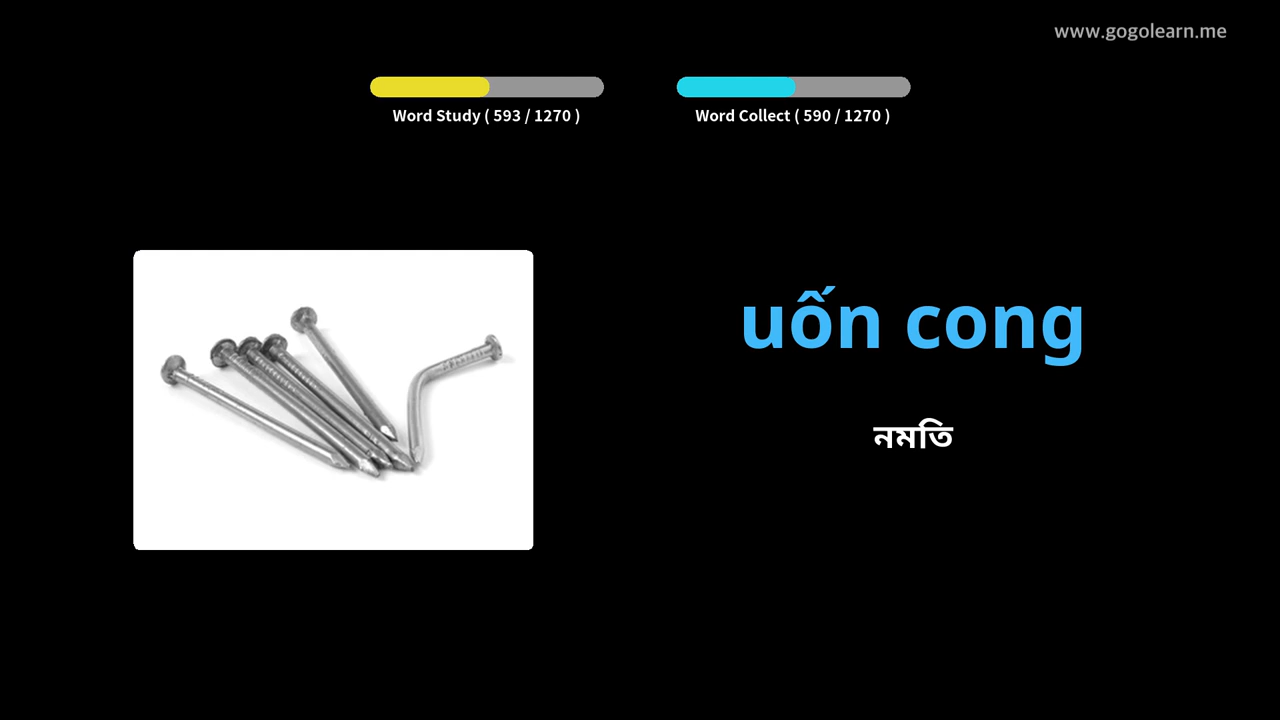 www.gogolearn.me
Word Study ( 593 / 1270 )
Word Collect ( 590 / 1270 )
uốn cong
নমতি